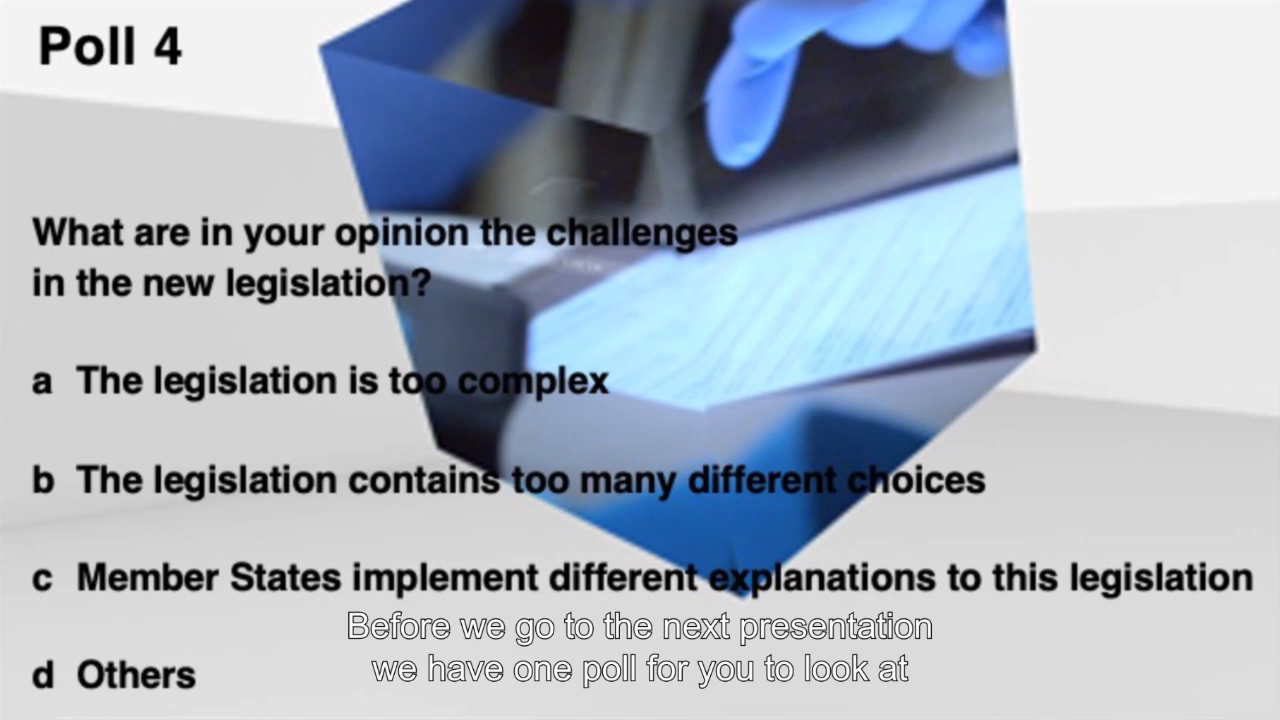 Poll 4
What are in your opinion the challenges
in the new legislation?
a The legislation is too complex
b The legislation contains too many different choices
c Member States implement different explanations to this legislation
Before we go to the next presentation
we have one poll for you to look at
d Others